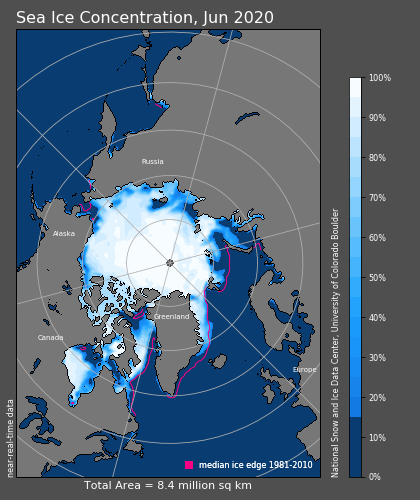 Sea Ice Concentration, Jun 2020
Russia
Alaska
Greenland
Canada
Europe
median ice edge 1981-2010
near-real-time data
Total Area = 8.4 million sq km
100%
90%
80%
70%
60%
50%
40%
30%
20%
10%
0%
National Snow and Ice Data Center, University of Colorado Boulder